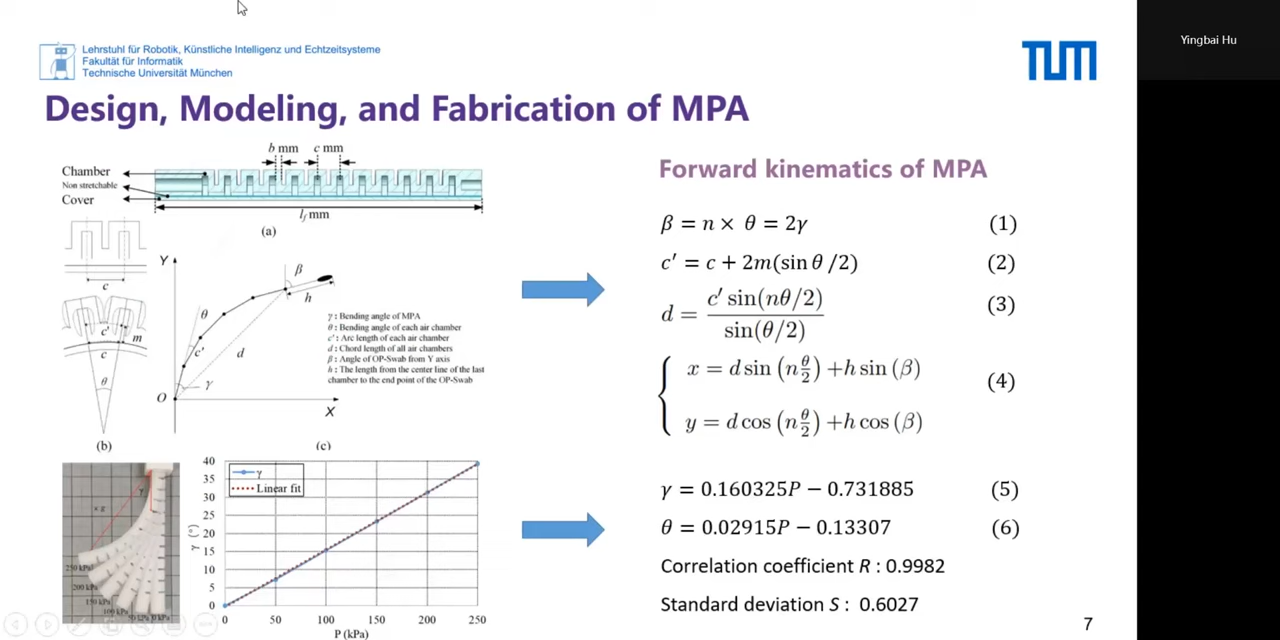 Yingbai Hu
Lehrstuhl für Robotik, Künstliche Intelligenz und Echtzeitsysteme
Fakultät für Informatik
Technische Universität München
TUM
Design, Modeling, and Fabrication of MPA
b mm
c mm
Chamber
Non stretchable
Cover
l_f mm
(a)
c
c'
m
c
θ
(b)
Y
β
h
θ
c'
d
γ
O
X
γ : Bending angle of MPA
θ : Bending angle of each air chamber
c' : Arc length of each air chamber
d : Chord length of all air chambers
β : Angle of OP-Swab from Y axis
h : The length from the center line of the last
chamber to the end point of the OP-Swab
(c)
250 kPa
200 kPa
150 kPa
100 kPa
γ (°)
40
35
30
25
20
15
10
5
0
γ
Linear fit
0 50 100 150 200 250
P (kPa)
Forward kinematics of MPA
β = n × θ = 2γ (1)
c' = c + 2m(sin θ /2) (2)
d = c' sin(nθ/2) / sin(θ/2) (3)
x = d sin (n θ/2) + h sin (β)
y = d cos (n θ/2) + h cos (β)
(4)
γ = 0.160325P − 0.731885 (5)
θ = 0.02915P − 0.13307 (6)
Correlation coefficient R : 0.9982
Standard deviation S : 0.6027
7